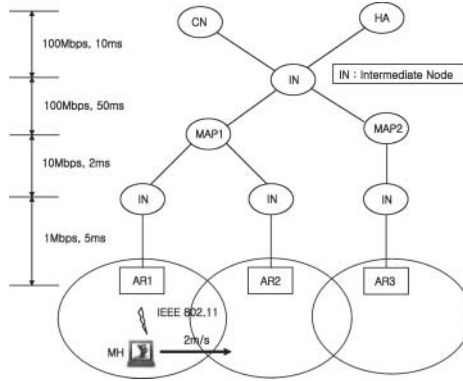 CN
HA
100Mbps, 10ms
IN
IN : Intermediate Node
100Mbps, 50ms
MAP1
MAP2
10Mbps, 2ms
IN
IN
IN
1Mbps, 5ms
AR1
AR2
AR3
IEEE 802.11
2m/s
MH